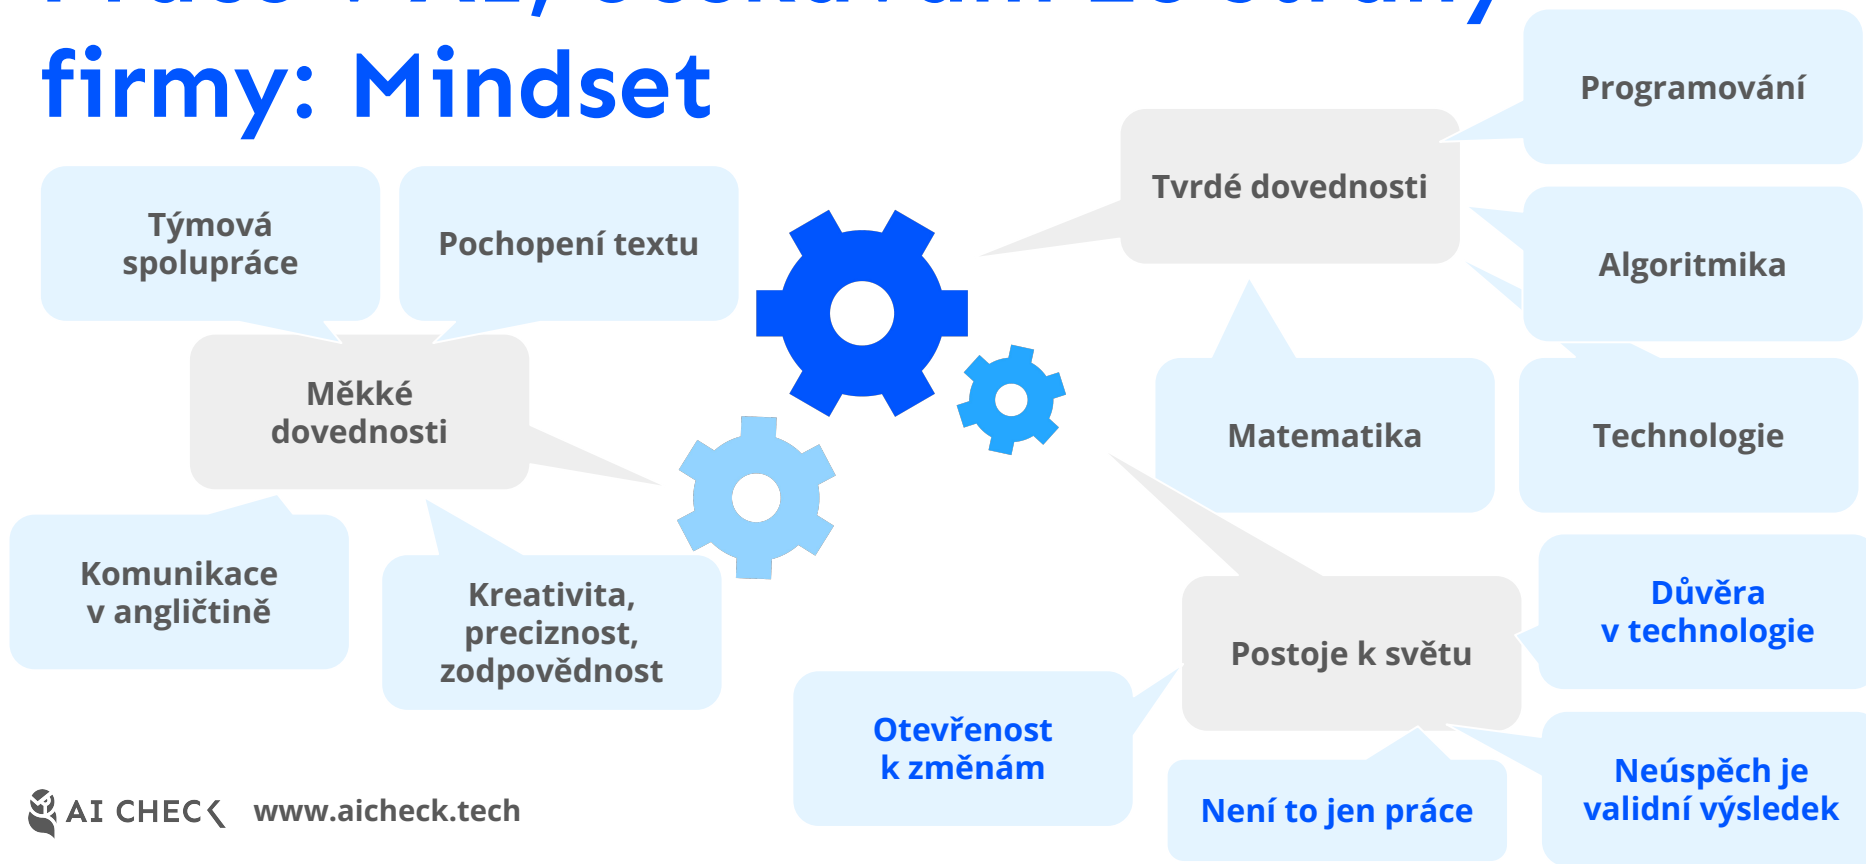 firmy: Mindset
Programování
Tvrdé dovednosti
Týmová
spolupráce
Pochopení textu
Algoritmika
Měkké
dovednosti
Matematika
Technologie
Komunikace
v angličtině
Kreativita,
preciznost,
zodpovědnost
Důvěra
v technologie
Postoje k světu
Otevřenost
k změnám
Není to jen práce
Neúspěch je
validní výsledek
AI CHECK
www.aicheck.tech